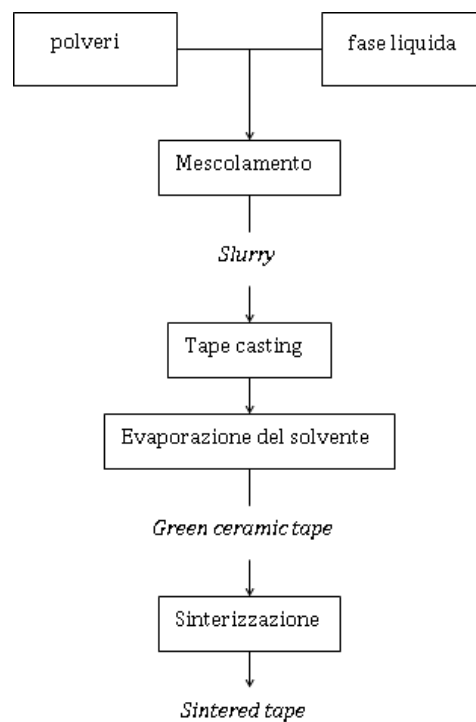 polveri
fase liquida
Mescolamento
Slurry
Tape casting
Evaporazione del solvente
Green ceramic tape
Sinterizzazione
Sintered tape